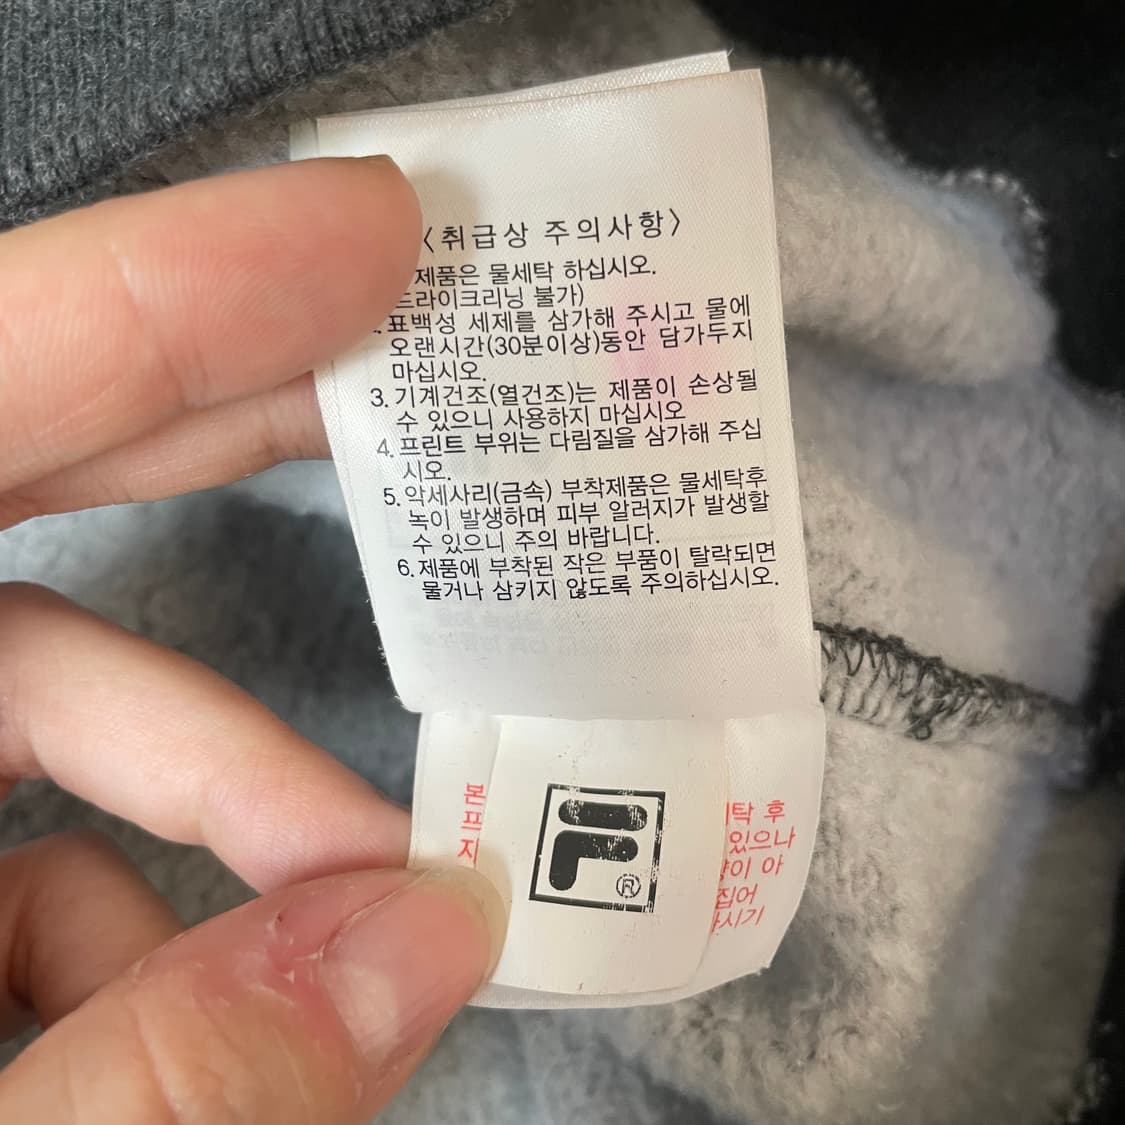 〈취급상 주의사항〉
제품은 물세탁 하십시오.
드라이크리닝 불가)
표백성 세제를 삼가해 주시고 물에
오랜시간(30분이상)동안 담가두지
마십시오.
3. 기계건조(열건조)는 제품이 손상될
수 있으니 사용하지 마십시오
4. 프린트 부위는 다림질을 삼가해 주십
시오.
5. 악세사리(금속) 부착제품은 물세탁후
녹이 발생하며 피부 알러지가 발생할
수 있으니 주의 바랍니다.
6. 제품에 부착된 작은 부품이 탈락되면
물거나 삼키지 않도록 주의하십시오.
본
프
지
탁 후
있으나
이 아
집어
시기
F
®